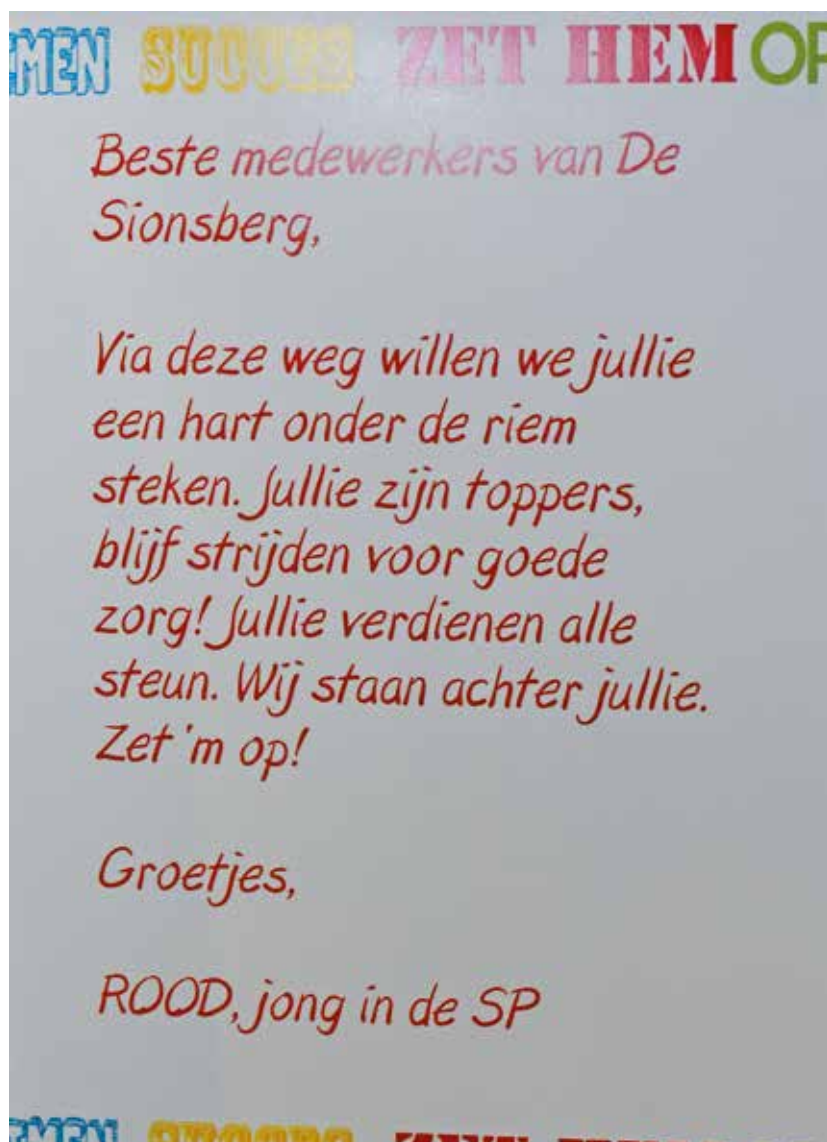 SUCCES ZET HEM OP
Beste medewerkers van De
Sionsberg,
Via deze weg willen we jullie
een hart onder de riem
steken. Jullie zijn toppers,
blijf strijden voor goede
zorg! Jullie verdienen alle
steun. Wij staan achter jullie.
Zet 'm op!
Groetjes,
ROOD, jong in de SP
SUCCES